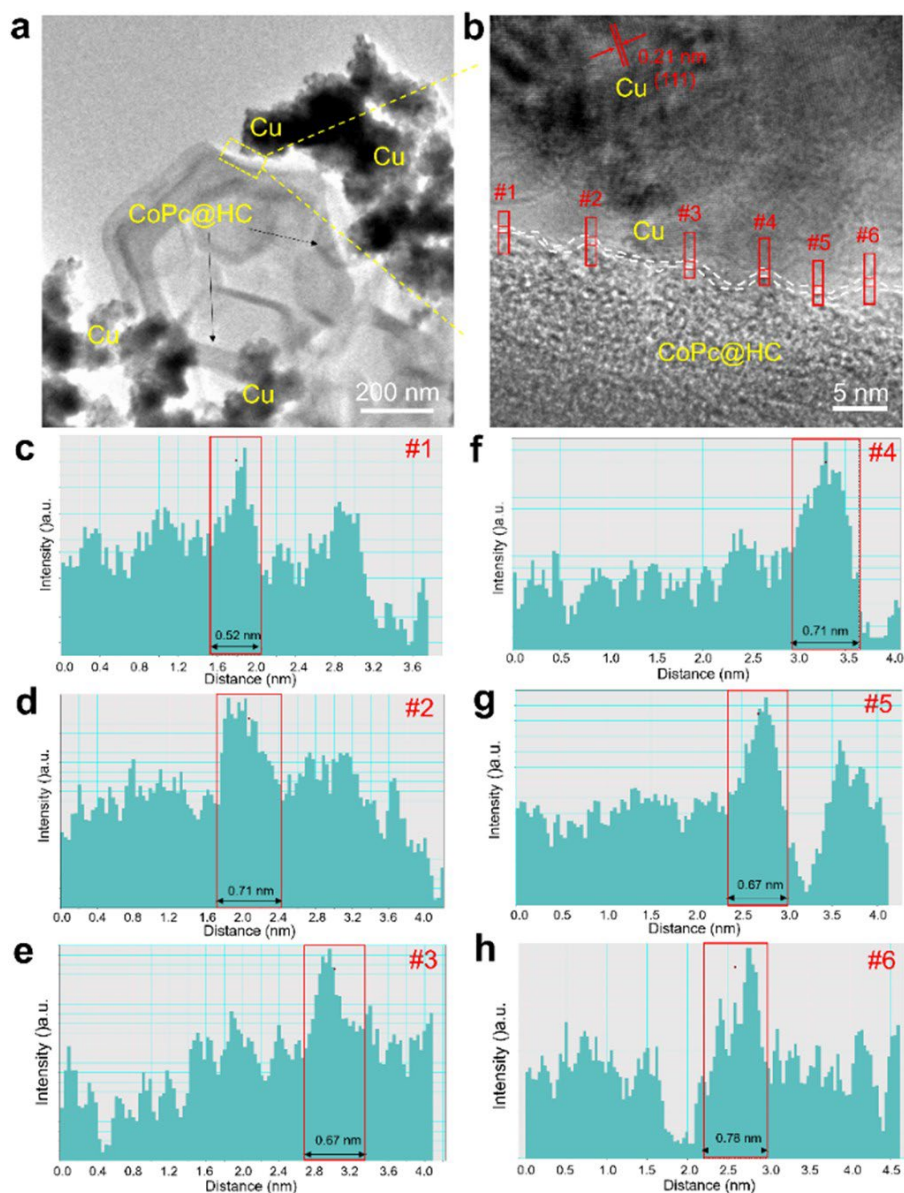 a
Cu
Cu
CoPc@HC
Cu
Cu
200 nm
b
0.21 nm
(111)
Cu
#1
#2
Cu
#3
#4
#5
#6
CoPc@HC
5 nm
c
#1
Intensity ()a.u.
0.52 nm
0.0 0.4 0.8 1.2 1.6 2.0 2.4 2.8 3.2 3.6
Distance (nm)
d
#2
Intensity ()a.u.
0.71 nm
0.0 0.4 0.8 1.2 1.6 2.0 2.4 2.8 3.2 3.6 4.0
Distance (nm)
e
#3
Intensity ()a.u.
0.67 nm
0.0 0.4 0.8 1.2 1.6 2.0 2.4 2.8 3.2 3.6 4.0
Distance (nm)
f
#4
Intensity ()a.u.
0.71 nm
0.0 0.5 1.0 1.5 2.0 2.5 3.0 3.5 4.0
Distance (nm)
g
#5
Intensity ()a.u.
0.67 nm
0.0 0.5 1.0 1.5 2.0 2.5 3.0 3.5 4.0
Distance (nm)
h
#6
Intensity ()a.u.
0.78 nm
0.0 0.5 1.0 1.5 2.0 2.5 3.0 3.5 4.0 4.5
Distance (nm)